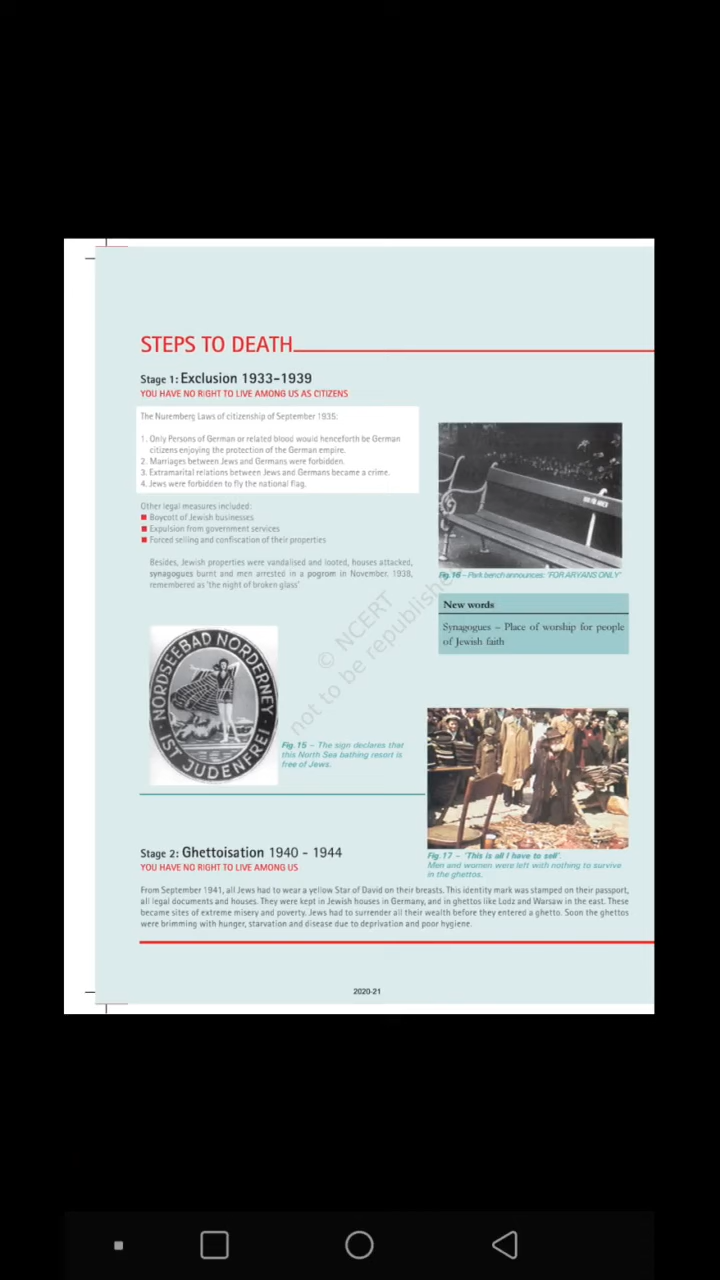 STEPS TO DEATH
Stage 1: Exclusion 1933-1939
YOU HAVE NO RIGHT TO LIVE AMONG US AS CITIZENS
The Nuremberg Laws of citizenship of September 1935:
1. Only Persons of German or related blood would henceforth be German
citizens enjoying the protection of the German empire.
2. Marriages between Jews and Germans were forbidden.
3. Extramarital relations between Jews and Germans became a crime.
4. Jews were forbidden to fly the national flag.
Other legal measures included:
Boycott of Jewish businesses
Expulsion from government services
Forced selling and confiscation of their properties
Besides, Jewish properties were vandalised and looted, houses attacked,
synagogues burnt and men arrested in a pogrom in November. 1938,
remembered as 'the night of broken glass'
Fig.16 – Park bench announces: 'FOR ARYANS ONLY'
New words
Synagogues – Place of worship for people
of Jewish faith
© NCERT
not to be republishe
NORDSEEBAD NORDERNEY
IST JUDENFREI
Fig.15 – The sign declares that
this North Sea bathing resort is
free of Jews.
Fig.17 – 'This is all I have to sell'.
Men and women were left with nothing to survive
in the ghettos.
Stage 2: Ghettoisation 1940 - 1944
YOU HAVE NO RIGHT TO LIVE AMONG US
From September 1941, all Jews had to wear a yellow Star of David on their breasts. This identity mark was stamped on their passport,
all legal documents and houses. They were kept in Jewish houses in Germany, and in ghettos like Lodz and Warsaw in the east. These
became sites of extreme misery and poverty. Jews had to surrender all their wealth before they entered a ghetto. Soon the ghettos
were brimming with hunger, starvation and disease due to deprivation and poor hygiene.
2020-21